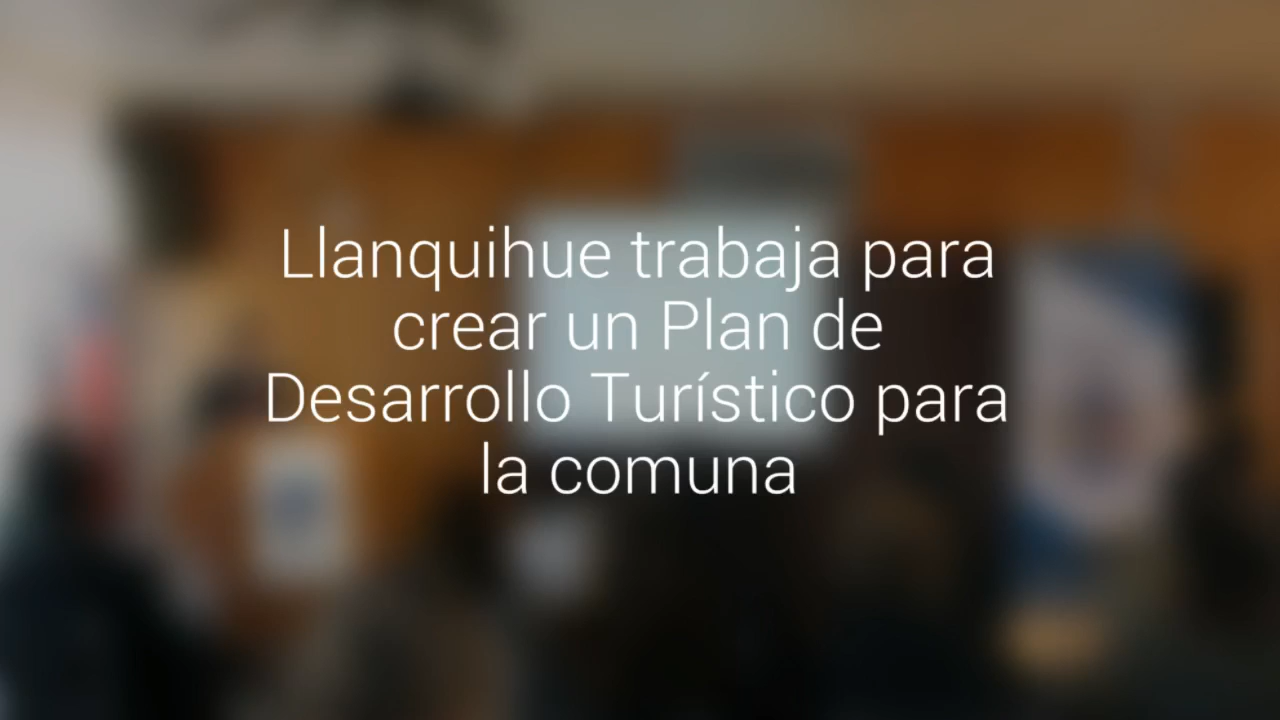 Llanquihue trabaja para
crear un Plan de
Desarrollo Turístico para
la comuna